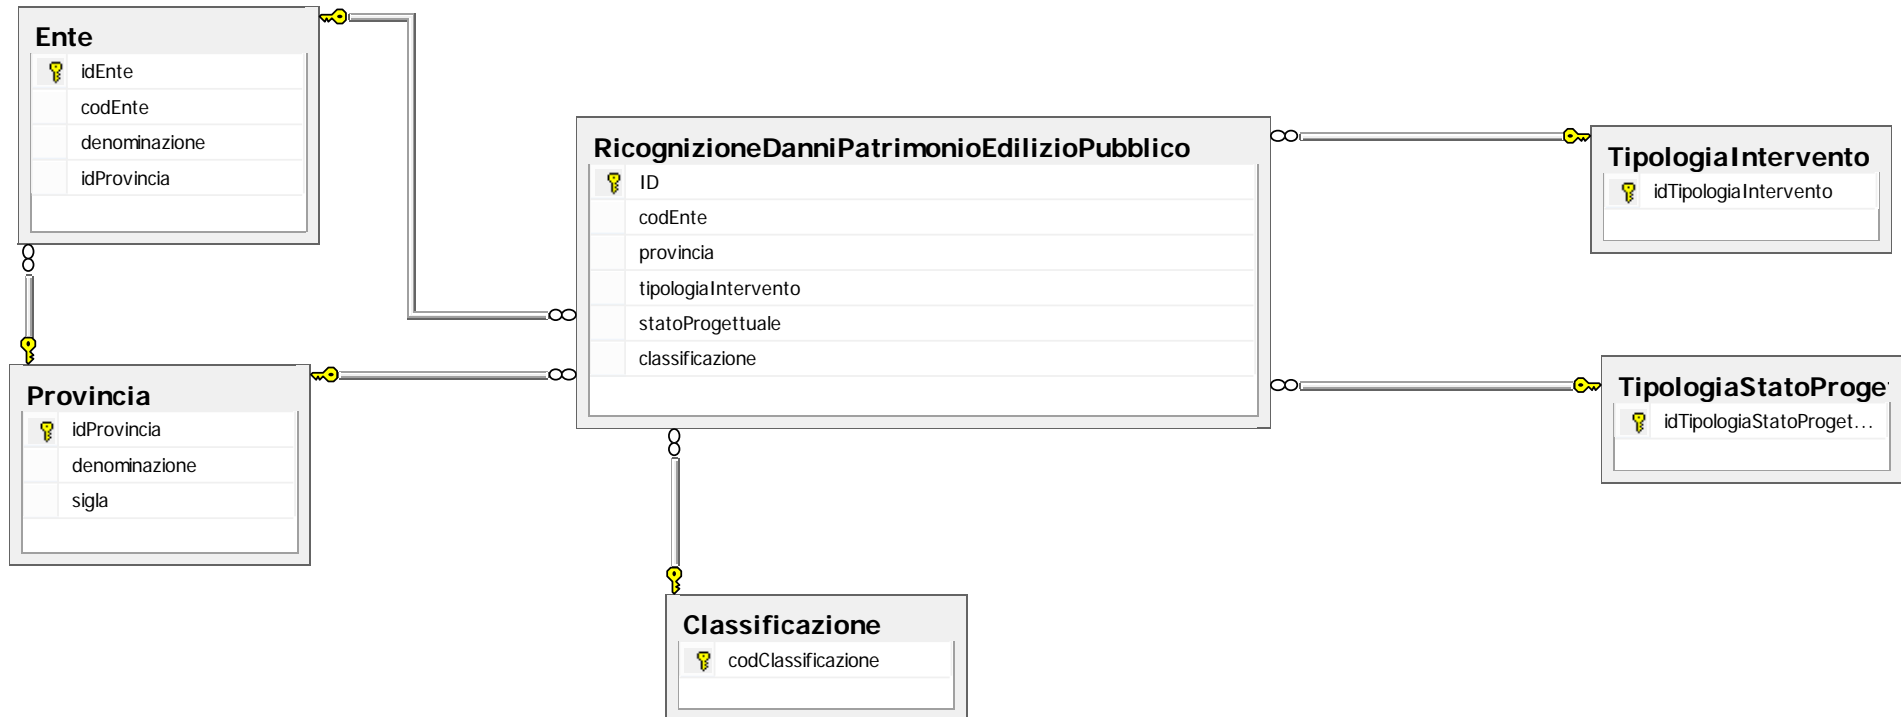 Ente
idEnte
codEnte
denominazione
idProvincia
Provincia
idProvincia
denominazione
sigla
RicognizioneDanniPatrimonioEdilizioPubblico
ID
codEnte
provincia
tipologiaIntervento
statoProgettuale
classificazione
Classificazione
codClassificazione
TipologiaIntervento
idTipologiaIntervento
TipologiaStatoProge
idTipologiaStatoProget...